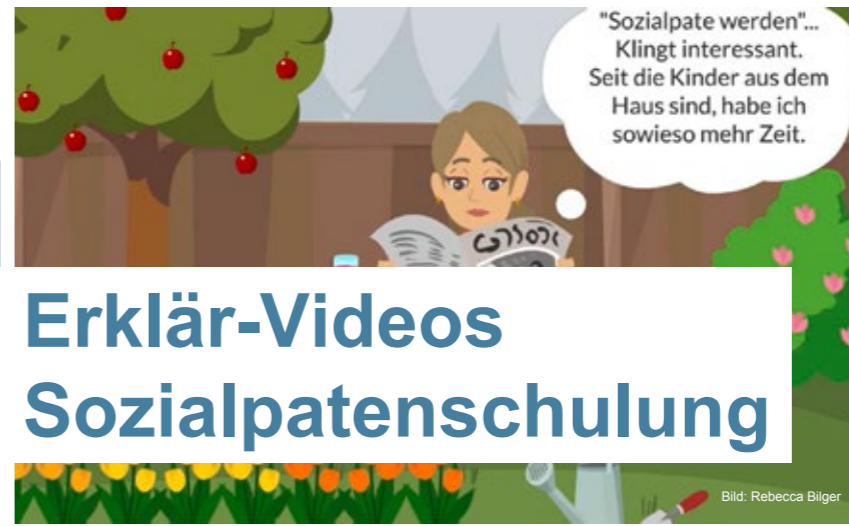 "Sozialpate werden"...
Klingt interessant.
Seit die Kinder aus dem
Haus sind, habe ich
sowieso mehr Zeit.
Erklär-Videos
Sozialpatenschulung
Bild: Rebecca Bilger